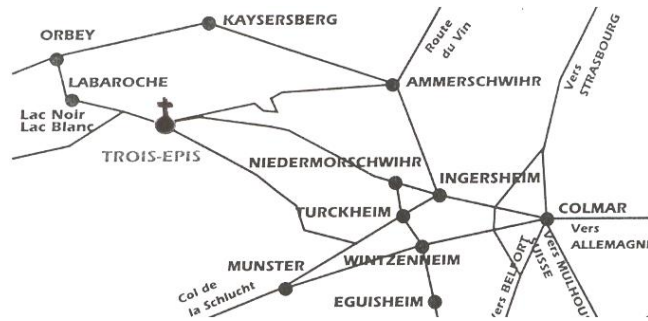 KAYSERSBERG
ORBEY
Route
du Vin
LABAROCHE
AMMERSCHWIHR
Vers
STRASBOURG
Lac Noir
Lac Blanc
TROIS-EPIS
NIEDERMORSCHWIHR
INGERSHEIM
TURCKHEIM
COLMAR
Vers
ALLEMAGNE
MUNSTER
WINTZENHEIM
Vers BELFORT
SUISSE
Vers MULHOUSE
Col de
la Schlucht
EGUISHEIM